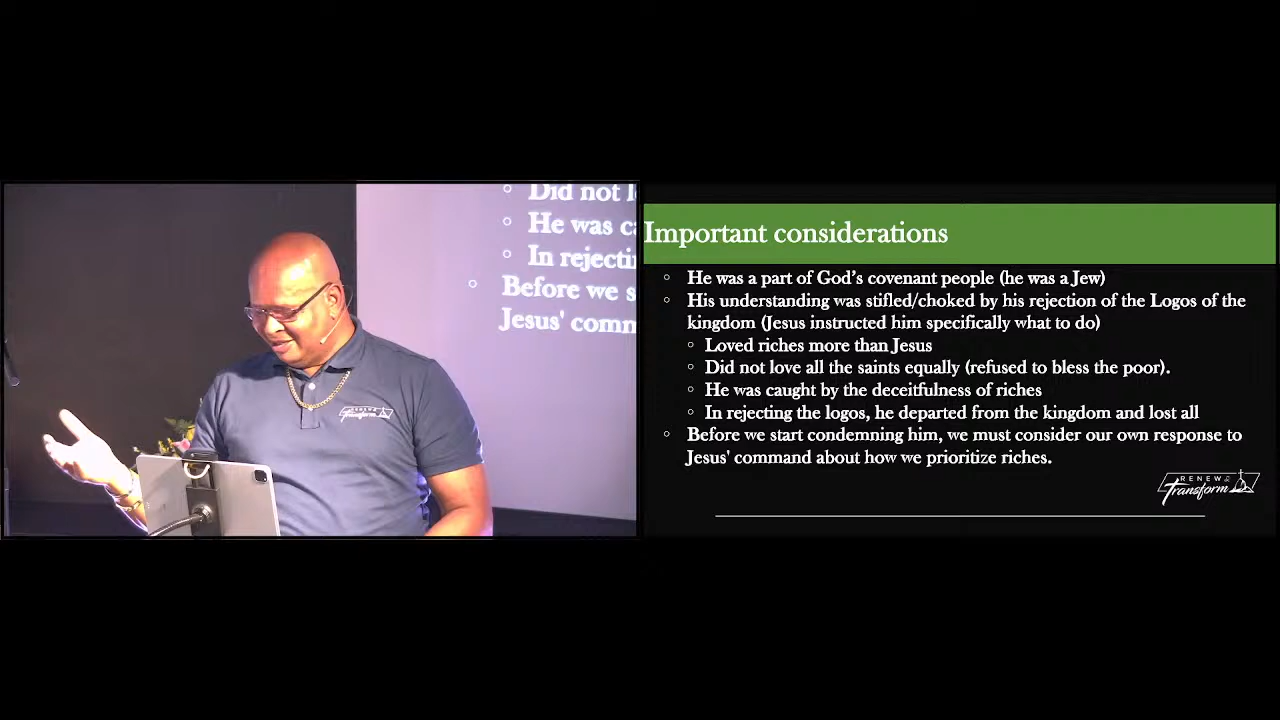 Did not l
He was ca
In rejecti
Before we s
Jesus' comm
RENEW
Transform
Important considerations
He was a part of God's covenant people (he was a Jew)
His understanding was stifled/choked by his rejection of the Logos of the
kingdom (Jesus instructed him specifically what to do)
Loved riches more than Jesus
Did not love all the saints equally (refused to bless the poor).
He was caught by the deceitfulness of riches
In rejecting the logos, he departed from the kingdom and lost all
Before we start condemning him, we must consider our own response to
Jesus' command about how we prioritize riches.
RENEW
Transform